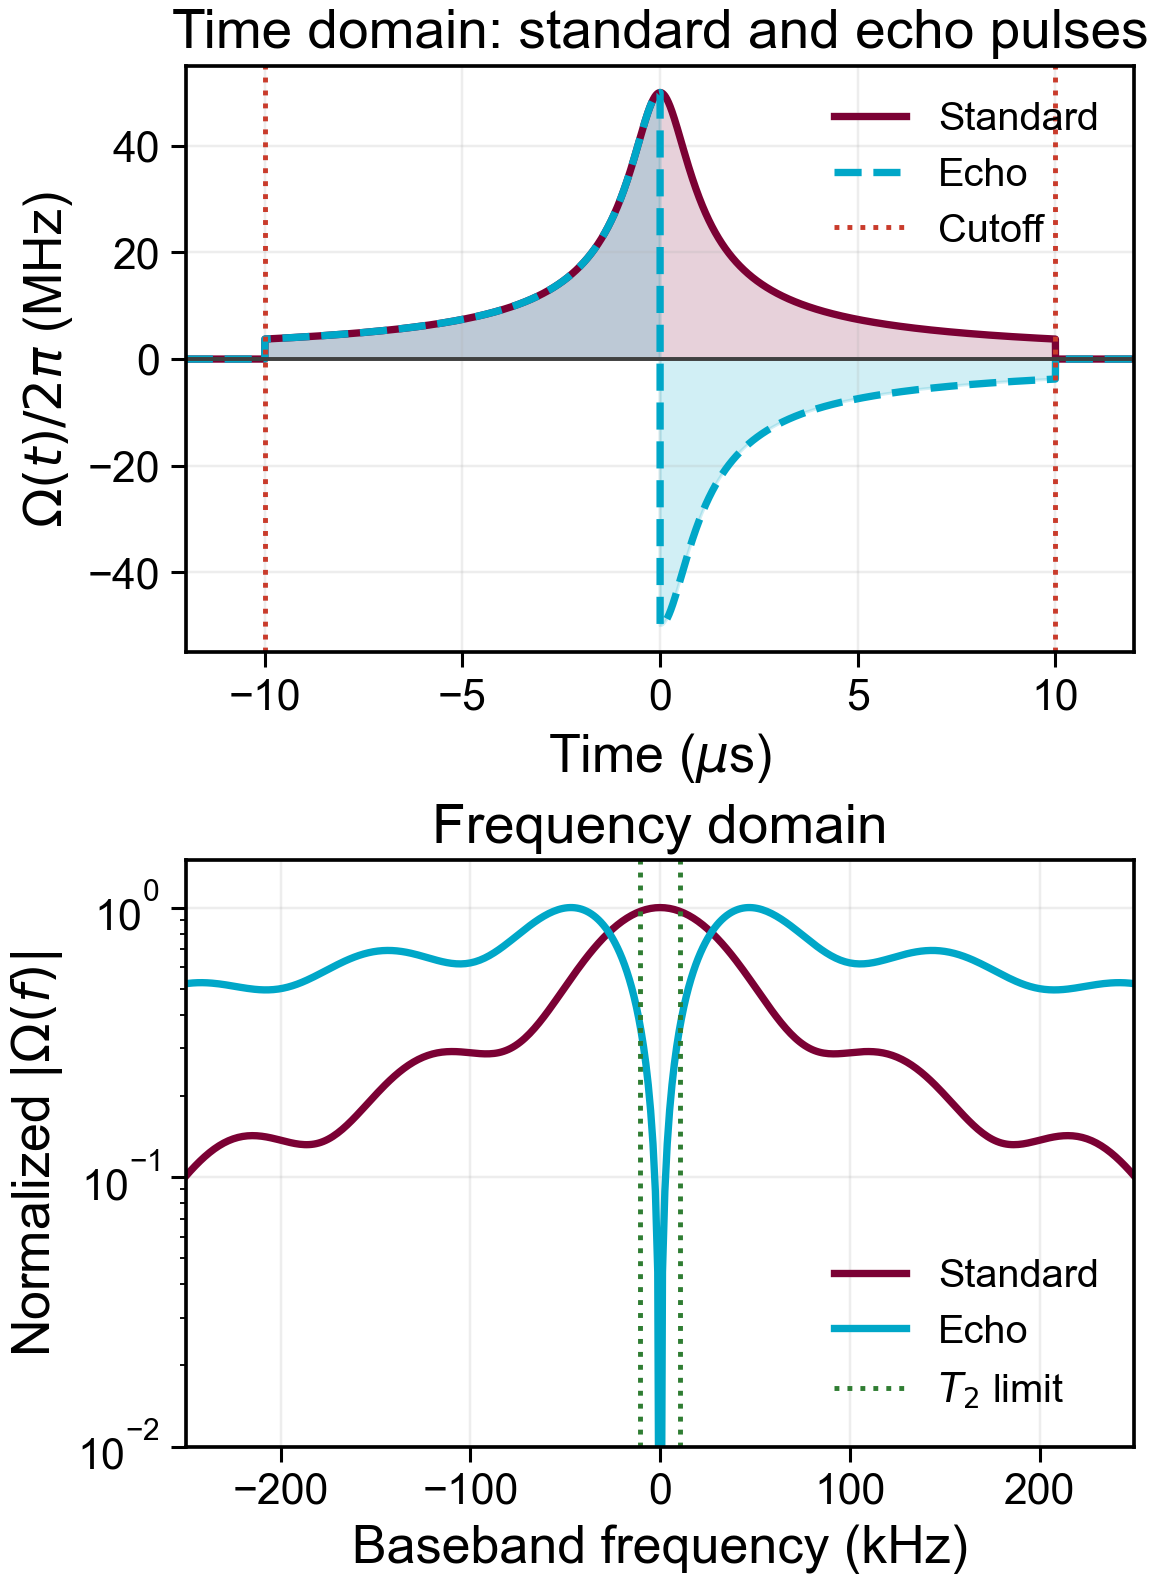 Time domain: standard and echo pulses
Ω(t)/2π (MHz)
40
20
0
−20
−40
Standard
Echo
Cutoff
−10 −5 0 5 10
Time (μs)
Frequency domain
Normalized |Ω(f)|
10⁰
10⁻¹
10⁻²
Standard
Echo
T₂ limit
−200 −100 0 100 200
Baseband frequency (kHz)